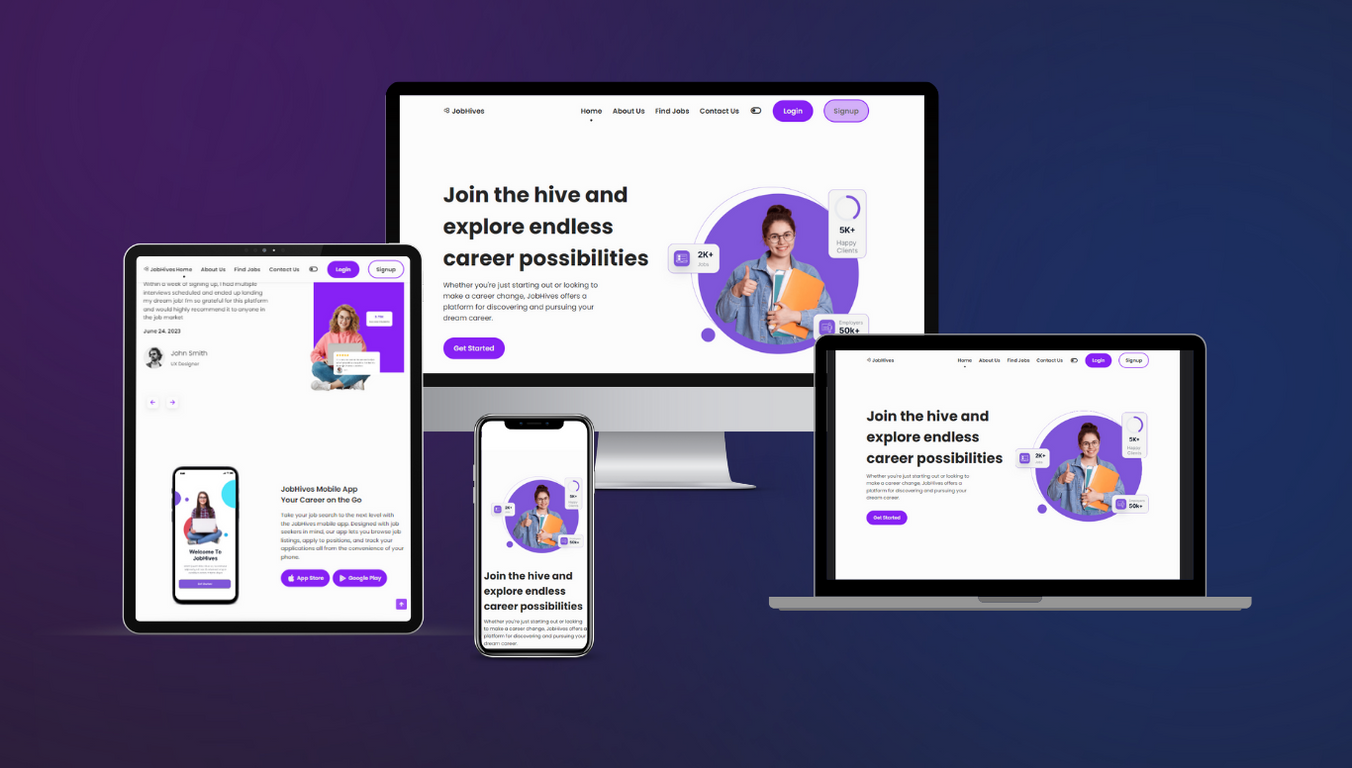 JobHives
Home About Us Find Jobs Contact Us Login Signup
Join the hive and
explore endless
career possibilities
Whether you're just starting out or looking to
make a career change, JobHives offers a
platform for discovering and pursuing your
dream career.
Get Started
2K+
Jobs
5K+
Happy
Clients
Employers
50k+
JobHives Home About Us Find Jobs Contact Us Login Signup
Within a week of signing up, I had multiple
interviews scheduled and ended up landing
my dream job! I'm so grateful for this platform
and would highly recommend it to anyone in
the job market
June 24, 2023
John Smith
UX Designer
Welcome To
JobHives
JobHives Mobile App
Your Career on the Go
Take your job search to the next level with
the JobHives mobile app. Designed with job
seekers in mind, our app lets you browse job
listings, apply to positions, and track your
applications all from the convenience of your
phone.
App Store Google Play
2K+
5K+
50k+
Join the hive and
explore endless
career possibilities
Whether you're just starting out or looking
to make a career change, JobHives offers a
platform for discovering and pursuing your
dream career.
JobHives
Home About Us Find Jobs Contact Us Login Signup
Join the hive and
explore endless
career possibilities
Whether you're just starting out or looking to
make a career change, JobHives offers a
platform for discovering and pursuing your
dream career.
Get Started
2K+
Jobs
5K+
Happy
Clients
Employers
50k+